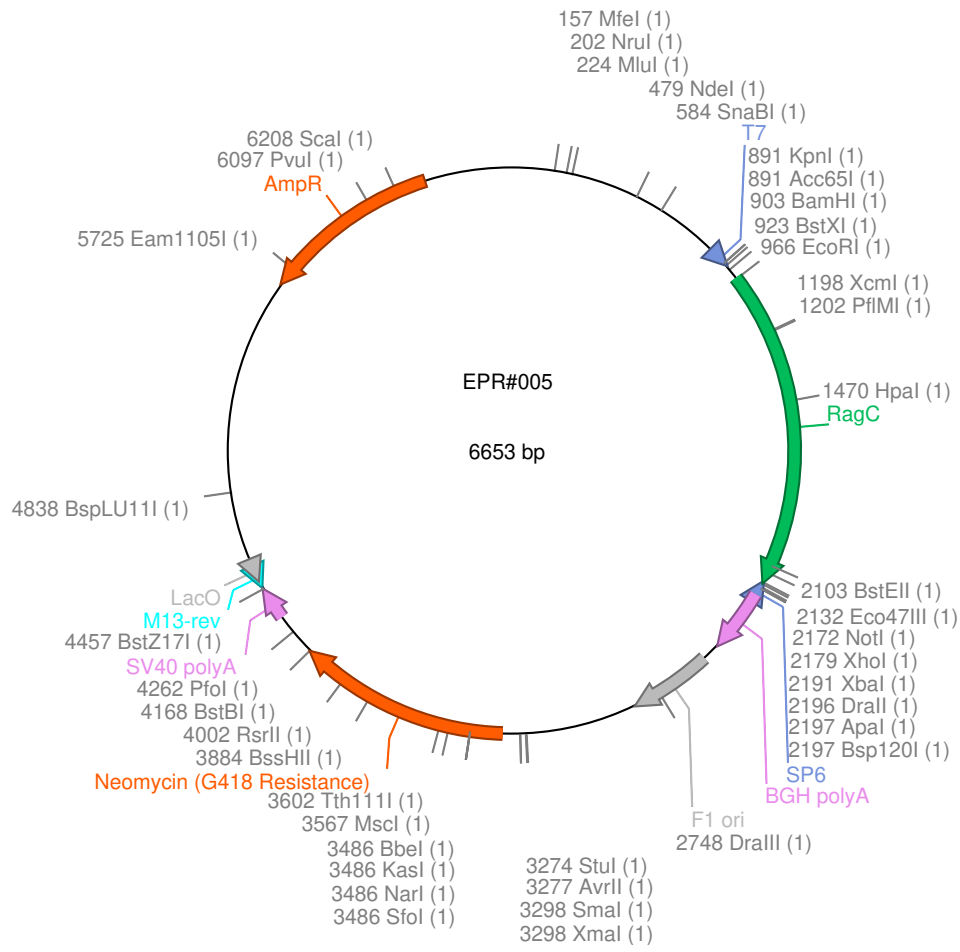 157 MfeI (1)
202 NruI (1)
224 MluI (1)
479 NdeI (1)
584 SnaBI (1)
T7
891 KpnI (1)
891 Acc65I (1)
903 BamHI (1)
923 BstXI (1)
966 EcoRI (1)
1198 XcmI (1)
1202 PflMI (1)
1470 HpaI (1)
RagC
2103 BstEII (1)
2132 Eco47III (1)
2172 NotI (1)
2179 XhoI (1)
2191 XbaI (1)
2196 DraII (1)
2197 ApaI (1)
2197 Bsp120I (1)
SP6
BGH polyA
F1 ori
2748 DraIII (1)
3274 StuI (1)
3277 AvrII (1)
3298 SmaI (1)
3298 XmaI (1)
6208 ScaI (1)
6097 PvuI (1)
AmpR
5725 Eam1105I (1)
EPR#005
6653 bp
4838 BspLU11I (1)
LacO
M13-rev
4457 BstZ17I (1)
SV40 polyA
4262 PfoI (1)
4168 BstBI (1)
4002 RsrII (1)
3884 BssHII (1)
Neomycin (G418 Resistance)
3602 Tth111I (1)
3567 MscI (1)
3486 BbeI (1)
3486 KasI (1)
3486 NarI (1)
3486 SfoI (1)